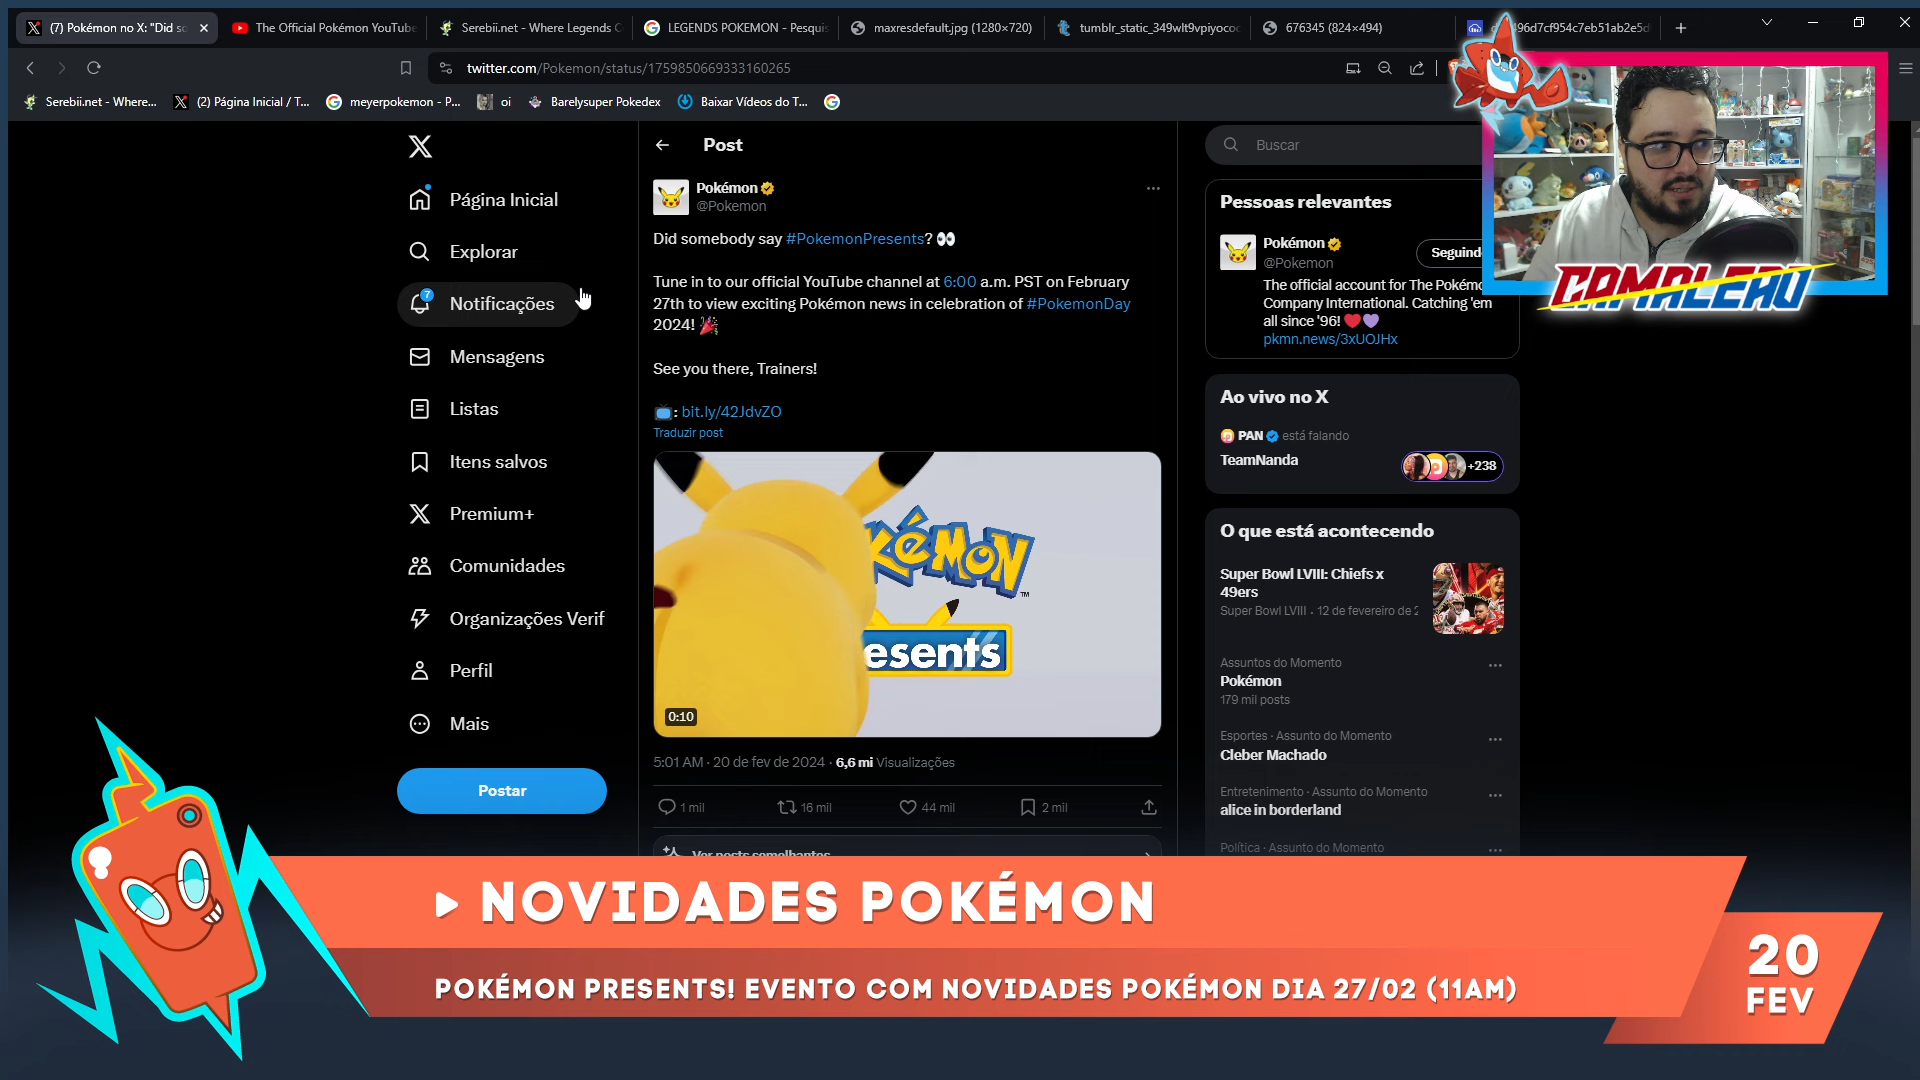 (7) Pokémon no X: "Did so
The Official Pokémon YouTube
Serebii.net - Where Legends C
LEGENDS POKEMON - Pesquis
maxresdefault.jpg (1280×720)
tumblr_static_349wlt9vpiyococ
676345 (824×494)
496d7cf954c7eb51ab2e5d
twitter.com/Pokemon/status/1759850669333160265
Serebii.net - Where...
(2) Página Inicial / T...
meyerpokemon - P...
oi
Barelysuper Pokedex
Baixar Vídeos do T...
Página Inicial
Explorar
7
Notificações
Mensagens
Listas
Itens salvos
Premium+
Comunidades
Organizações Verif
Perfil
Mais
Postar
Post
Pokémon
@Pokemon
Did somebody say #PokemonPresents? 👀
Tune in to our official YouTube channel at 6:00 a.m. PST on February
27th to view exciting Pokémon news in celebration of #PokemonDay
2024! 🎉
See you there, Trainers!
📺: bit.ly/42JdvZO
Traduzir post
Pokémon
TM
esents
0:10
5:01 AM · 20 de fev de 2024 · 6,6 mi Visualizações
1 mil
16 mil
44 mil
2 mil
Ver posts semelhantes
Buscar
Pessoas relevantes
Pokémon
@Pokemon
Seguind
The official account for The Pokémo
Company International. Catching 'em
all since '96! ❤️💜
pkmn.news/3xUOJHx
Ao vivo no X
PAN está falando
TeamNanda
+238
O que está acontecendo
Super Bowl LVIII: Chiefs x
49ers
Super Bowl LVIII · 12 de fevereiro de 2
Assuntos do Momento
Pokémon
179 mil posts
Esportes · Assunto do Momento
Cleber Machado
Entretenimento · Assunto do Momento
alice in borderland
Política · Assunto do Momento
CAMALEAU
NOVIDADES POKÉMON
POKÉMON PRESENTS! EVENTO COM NOVIDADES POKÉMON DIA 27/02 (11AM)
20
FEV